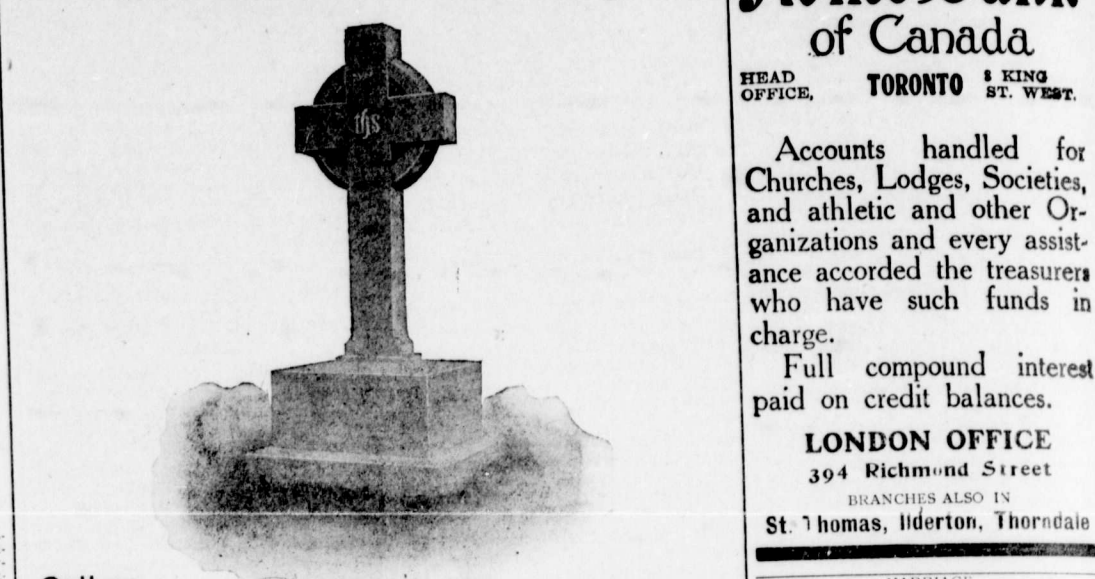 ihs
of Canada
HEAD OFFICE, TORONTO 8 KING ST. WEST.
Accounts handled for
Churches, Lodges, Societies,
and athletic and other Or-
ganizations and every assist-
ance accorded the treasurers
who have such funds in
charge.
Full compound interest
paid on credit balances.
LONDON OFFICE
394 Richmond Street
BRANCHES ALSO IN
St. Thomas, Ilderton, Thorndale